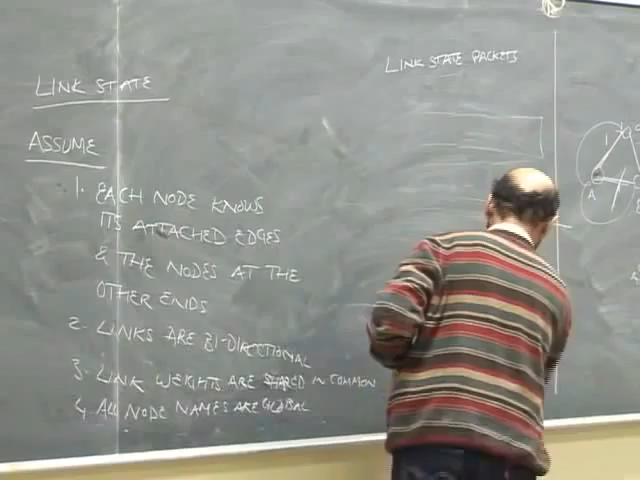 LINK STATE
ASSUME
1. EACH NODE KNOWS
ITS ATTACHED EDGES
& THE NODES AT THE
OTHER ENDS
2. LINKS ARE BI-DIRECTIONAL
3. LINK WEIGHTS ARE SHARED IN COMMON
4. ALL NODE NAMES ARE GLOBAL
LINK STATE PACKETS
1
A